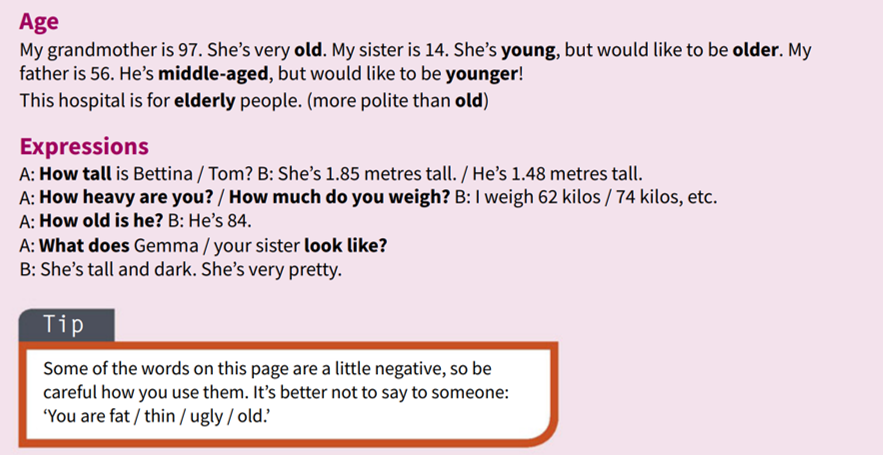 Age
My grandmother is 97. She’s very old. My sister is 14. She’s young, but would like to be older. My
father is 56. He’s middle-aged, but would like to be younger!
This hospital is for elderly people. (more polite than old)
Expressions
A: How tall is Bettina / Tom? B: She’s 1.85 metres tall. / He’s 1.48 metres tall.
A: How heavy are you? / How much do you weigh? B: I weigh 62 kilos / 74 kilos, etc.
A: How old is he? B: He’s 84.
A: What does Gemma / your sister look like?
B: She’s tall and dark. She’s very pretty.
Tip
Some of the words on this page are a little negative, so be
careful how you use them. It’s better not to say to someone:
‘You are fat / thin / ugly / old.’